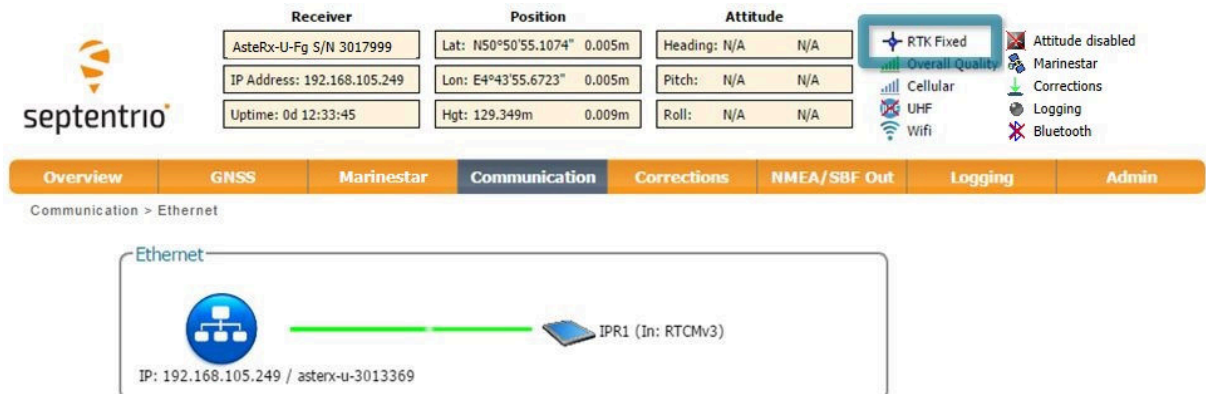 Receiver
Position
Attitude
septentrio
AsteRx-U-Fg S/N 3017999
IP Address: 192.168.105.249
Uptime: 0d 12:33:45
Lat: N50°50'55.1074" 0.005m
Lon: E4°43'55.6723" 0.005m
Hgt: 129.349m 0.009m
Heading: N/A N/A
Pitch: N/A N/A
Roll: N/A N/A
RTK Fixed
Overall Quality
Cellular
UHF
Wifi
Attitude disabled
Marinestar
Corrections
Logging
Bluetooth
Overview GNSS Marinestar Communication Corrections NMEA/SBF Out Logging Admin
Communication > Ethernet
Ethernet
IPR1 (In: RTCMv3)
IP: 192.168.105.249 / asterx-u-3013369